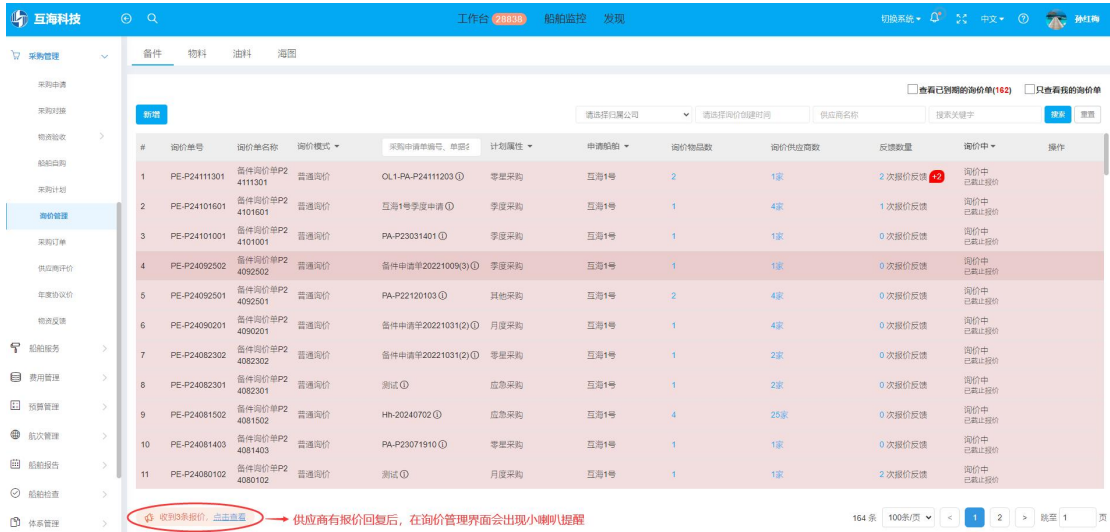 互海科技
工作台 28838 船舶监控 发现
切换系统 中文 孙红梅
采购管理
采购申请
采购对接
物资验收
船舶自购
采购计划
询价管理
采购订单
供应商评价
年度协议价
物资反馈
船舶服务
费用管理
预算管理
航次管理
船舶报告
船舶检查
体系管理
备件 物料 油料 海图
查看已到期的询价单(162) 只查看我的询价单
新增 请选择归属公司 请选择询价创建时间 供应商名称 搜索关键字 搜索 重置
# 询价单号 询价单名称 询价模式 采购申请单编号、单据名 计划属性 申请船舶 询价物品数 询价供应商数 反馈数量 询价中 操作
1 PE-P24111301 备件询价单P24111301 普通询价 OL1-PA-P24111203 零星采购 互海1号 2 1家 2 次报价反馈 +2 询价中 已截止报价
2 PE-P24101601 备件询价单P24101601 普通询价 互海1号季度申请 季度采购 互海1号 1 4家 1 次报价反馈 询价中 已截止报价
3 PE-P24101001 备件询价单P24101001 普通询价 PA-P23031401 季度采购 互海1号 1 1家 0 次报价反馈 询价中 已截止报价
4 PE-P24092502 备件询价单P24092502 普通询价 备件申请单20221009(3) 季度采购 互海1号 1 1家 0 次报价反馈 询价中 已截止报价
5 PE-P24092501 备件询价单P24092501 普通询价 PA-P22120103 其他采购 互海1号 2 4家 0 次报价反馈 询价中 已截止报价
6 PE-P24090201 备件询价单P24090201 普通询价 备件申请单20221031(2) 月度采购 互海1号 1 4家 0 次报价反馈 询价中 已截止报价
7 PE-P24082302 备件询价单P24082302 普通询价 备件申请单20221031(2) 零星采购 互海1号 1 2家 0 次报价反馈 询价中 已截止报价
8 PE-P24082301 备件询价单P24082301 普通询价 测试 应急采购 互海1号 1 2家 0 次报价反馈 询价中 已截止报价
9 PE-P24081502 备件询价单P24081502 普通询价 Hh-20240702 应急采购 互海1号 4 25家 0 次报价反馈 询价中 已截止报价
10 PE-P24081403 备件询价单P24081403 普通询价 PA-P23071910 零星采购 互海1号 1 1家 0 次报价反馈 询价中 已截止报价
11 PE-P24080102 备件询价单P24080102 普通询价 测试 月度采购 互海1号 1 1家 2 次报价反馈 询价中 已截止报价
收到3条报价，点击查看 供应商有报价回复后，在询价管理界面会出现小喇叭提醒
164 条 100条/页 < 1 2 > 跳至 1 页